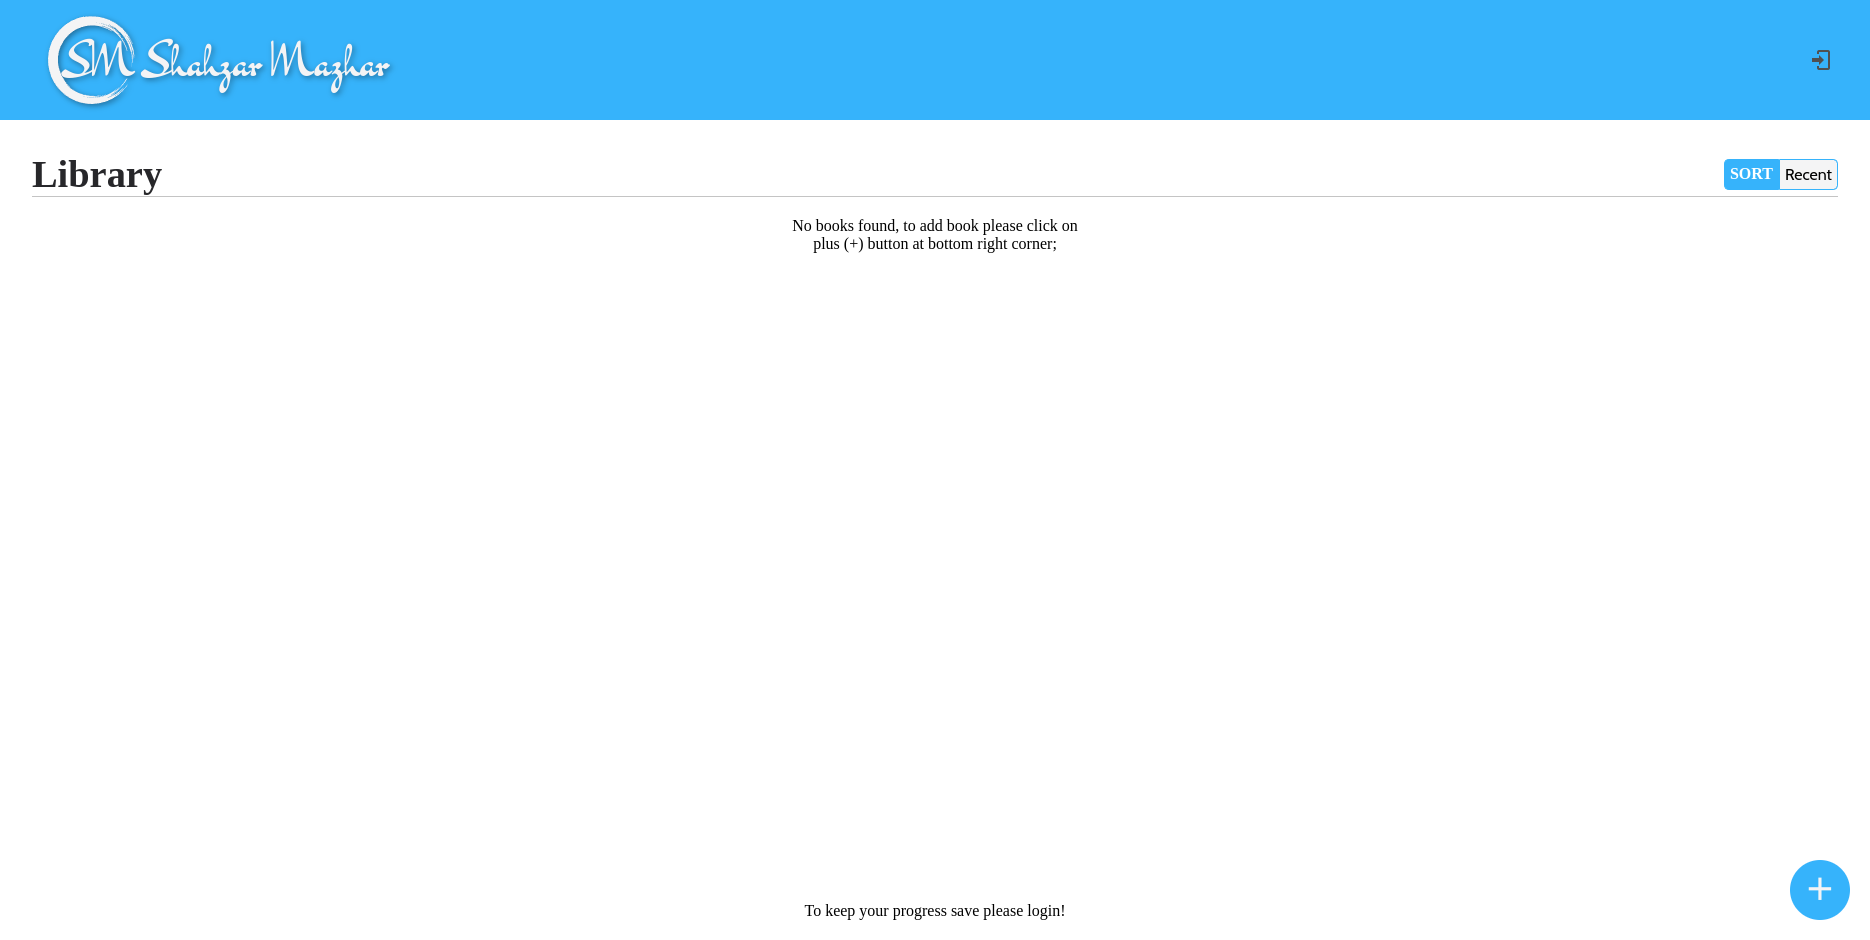 SM Shahzar Mazhar
Library
SORT Recent
No books found, to add book please click on
plus (+) button at bottom right corner;
To keep your progress save please login!